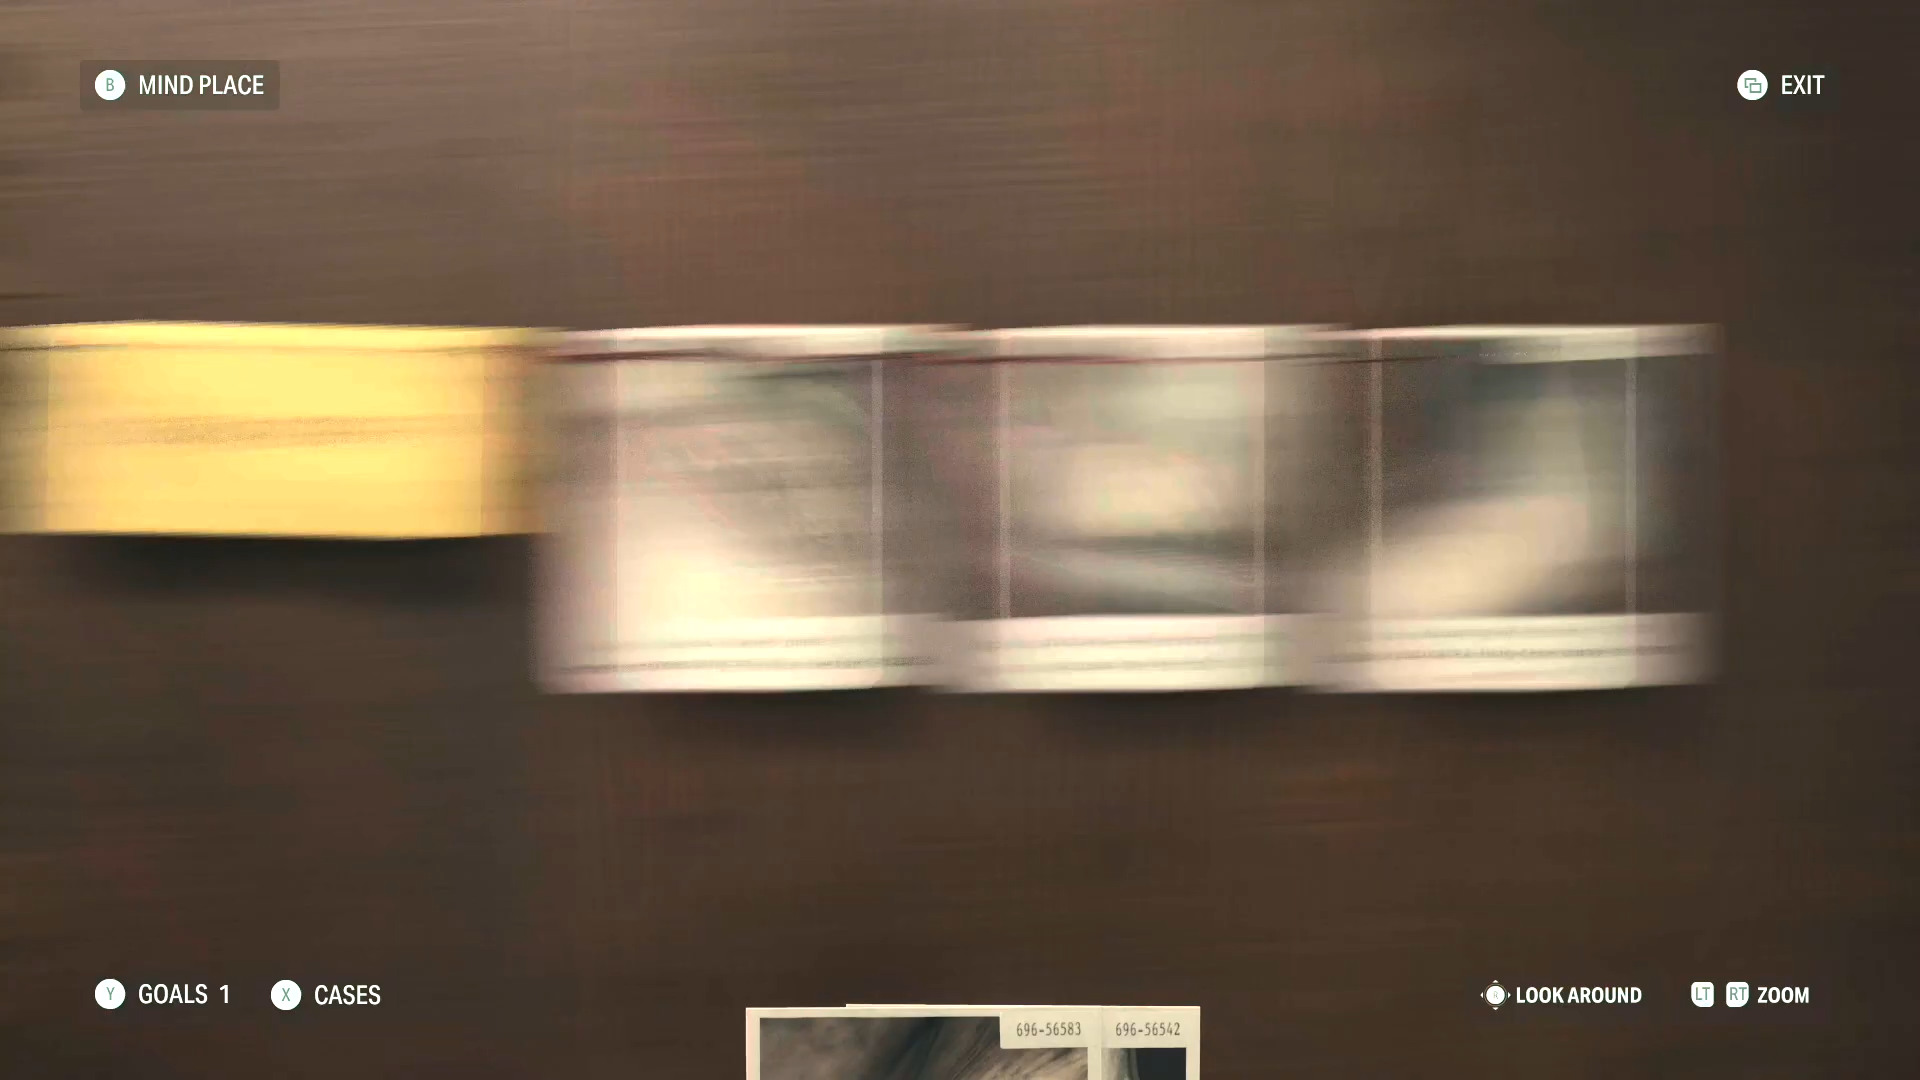 B MIND PLACE
EXIT
Y GOALS 1
X CASES
R LOOK AROUND
LT RT ZOOM
696-56583
696-56542